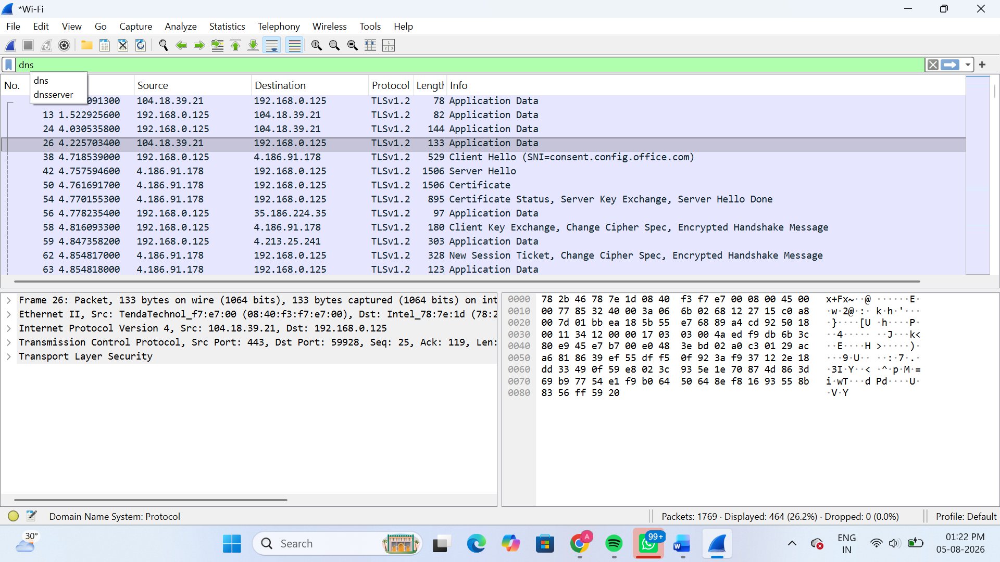 *Wi-Fi
File Edit View Go Capture Analyze Statistics Telephony Wireless Tools Help
dns
dns
dnsserver
No. Source Destination Protocol Length Info
091300 104.18.39.21 192.168.0.125 TLSv1.2 78 Application Data
13 1.522925600 192.168.0.125 104.18.39.21 TLSv1.2 82 Application Data
24 4.030535800 192.168.0.125 104.18.39.21 TLSv1.2 144 Application Data
26 4.225703400 104.18.39.21 192.168.0.125 TLSv1.2 133 Application Data
38 4.718539000 192.168.0.125 4.186.91.178 TLSv1.2 529 Client Hello (SNI=consent.config.office.com)
42 4.757594600 4.186.91.178 192.168.0.125 TLSv1.2 1506 Server Hello
50 4.761691700 4.186.91.178 192.168.0.125 TLSv1.2 1506 Certificate
54 4.770155300 4.186.91.178 192.168.0.125 TLSv1.2 895 Certificate Status, Server Key Exchange, Server Hello Done
56 4.778235400 192.168.0.125 35.186.224.35 TLSv1.2 97 Application Data
58 4.816093300 192.168.0.125 4.186.91.178 TLSv1.2 180 Client Key Exchange, Change Cipher Spec, Encrypted Handshake Message
59 4.847358200 192.168.0.125 4.213.25.241 TLSv1.2 303 Application Data
62 4.854817000 4.186.91.178 192.168.0.125 TLSv1.2 328 New Session Ticket, Change Cipher Spec, Encrypted Handshake Message
63 4.854818000 4.186.91.178 192.168.0.125 TLSv1.2 123 Application Data
Frame 26: Packet, 133 bytes on wire (1064 bits), 133 bytes captured (1064 bits) on int
Ethernet II, Src: TendaTechnol_f7:e7:00 (08:40:f3:f7:e7:00), Dst: Intel_78:7e:1d (78:2
Internet Protocol Version 4, Src: 104.18.39.21, Dst: 192.168.0.125
Transmission Control Protocol, Src Port: 443, Dst Port: 59928, Seq: 25, Ack: 119, Len:
Transport Layer Security
0000 78 2b 46 78 7e 1d 08 40 f3 f7 e7 00 08 00 45 00 x+Fx~··@ ······E·
0010 00 77 85 32 40 00 3a 06 6b 02 68 12 27 15 c0 a8 ·w·2@·:· k·h·'···
0020 00 7d 01 bb ea 18 5b 55 e7 68 89 a4 cd 92 50 18 ·}····[U ·h····P·
0030 00 11 34 12 00 00 17 03 03 00 4a ed f9 db 6b 3c ··4····· ··J···k<
0040 80 e9 45 e7 b7 00 e0 48 3e bd 02 a0 c3 01 29 ac ··E····H >·····)·
0050 a6 81 86 39 ef 55 df f5 0f 92 3a f9 37 12 2e 18 ···9·U·· ··:·7·.·
0060 dd 33 49 0f 59 e8 02 3c 93 5e 1e 70 87 4d 86 3d ·3I·Y··< ·^·p·M·=
0070 69 b9 77 54 e1 f9 b0 64 50 64 8e f8 16 93 55 8b i·wT···d Pd····U·
0080 83 56 ff 59 20 ·V·Y
Domain Name System: Protocol
Packets: 1769 · Displayed: 464 (26.2%) · Dropped: 0 (0.0%)
Profile: Default
30°
Search
A
99+
W
ENG
IN
01:22 PM
05-08-2026